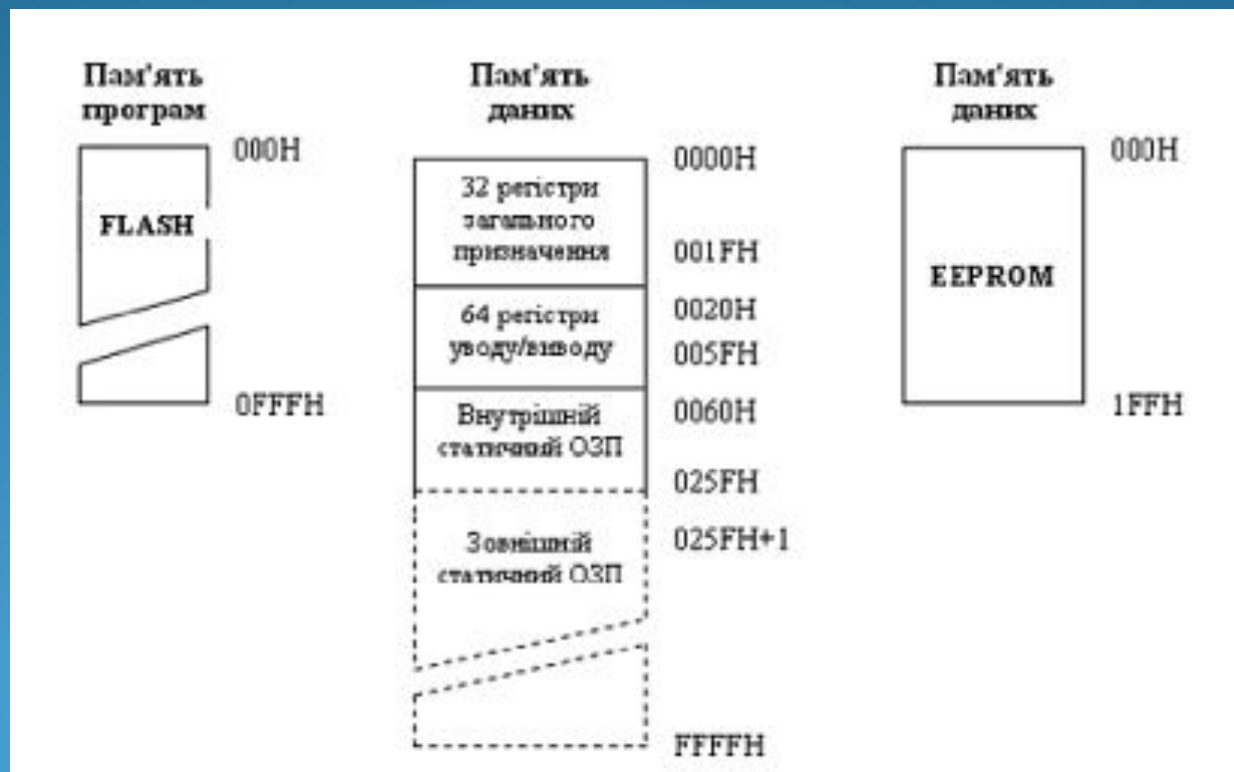 Пам'ять
програм
000H
FLASH
0FFFH
Пам'ять
даних
0000H
32 регістри
загального
призначення
001FH
0020H
64 регістри
уводу/виводу
005FH
0060H
Внутрішній
статичний ОЗП
025FH
025FH+1
Зовнішній
статичний ОЗП
FFFFH
Пам'ять
даних
000H
EEPROM
1FFH